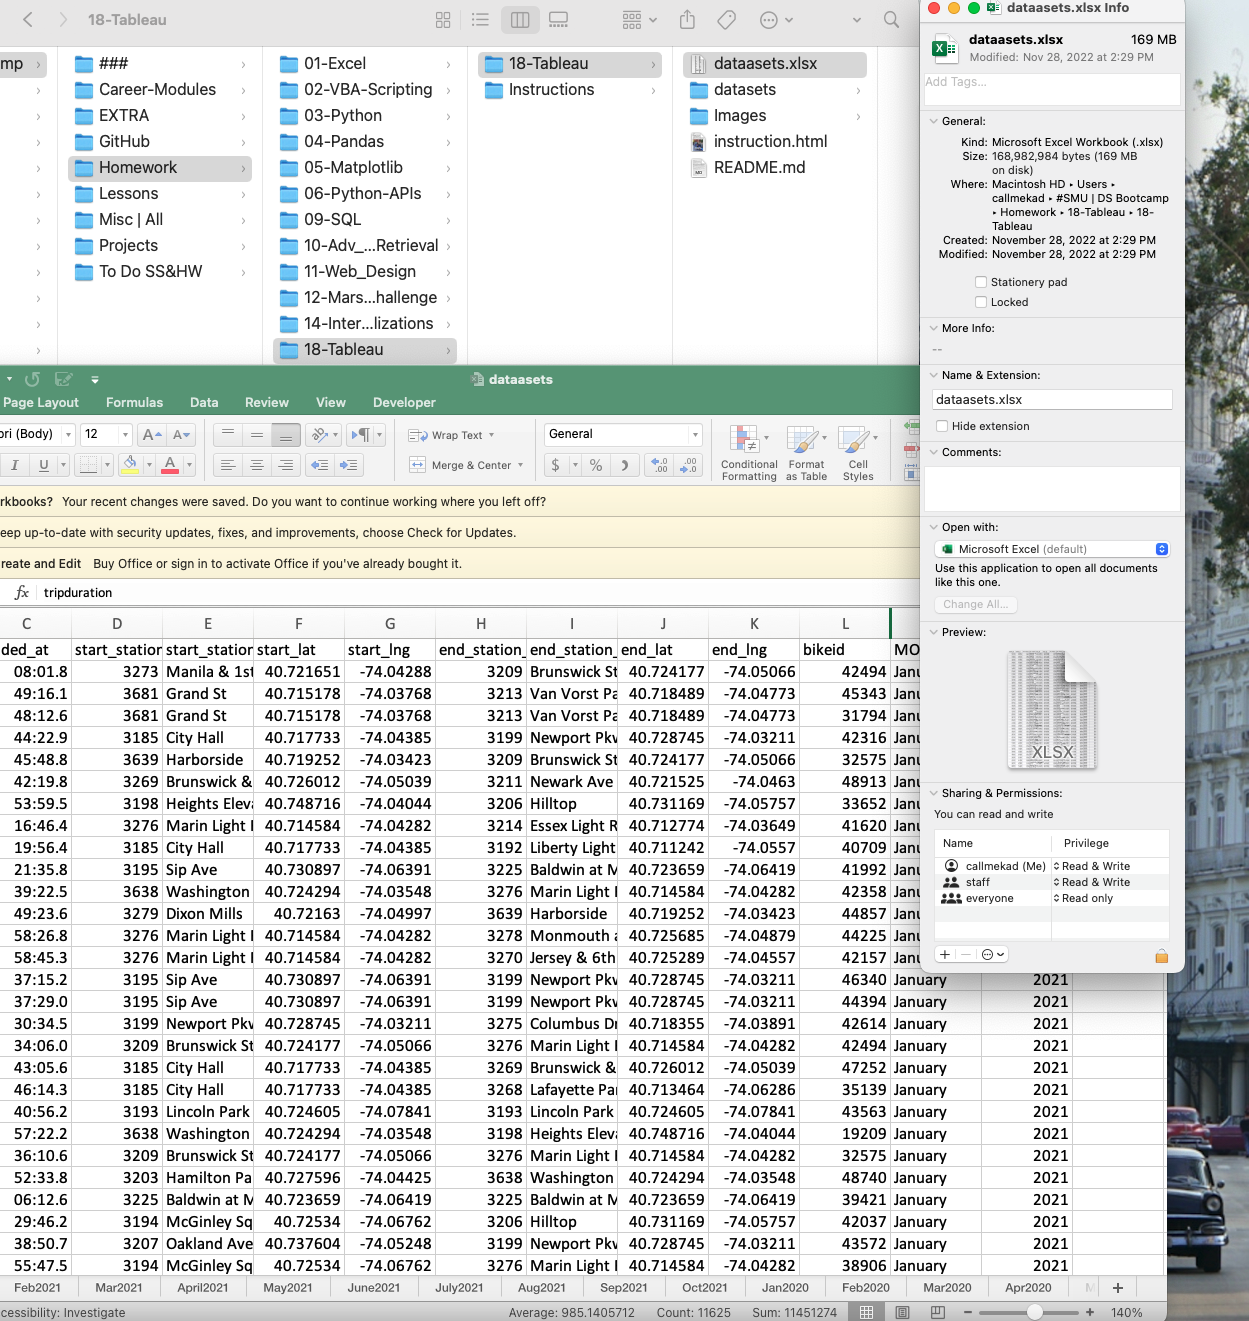 18-Tableau
mp
###
Career-Modules
EXTRA
GitHub
Homework
Lessons
Misc | All
Projects
To Do SS&HW
01-Excel
02-VBA-Scripting
03-Python
04-Pandas
05-Matplotlib
06-Python-APIs
09-SQL
10-Adv_...Retrieval
11-Web_Design
12-Mars...hallenge
14-Inter...lizations
18-Tableau
18-Tableau
Instructions
dataasets.xlsx
datasets
Images
instruction.html
README.md
dataasets.xlsx Info
dataasets.xlsx 169 MB
Modified: Nov 28, 2022 at 2:29 PM
Add Tags...
General:
Kind: Microsoft Excel Workbook (.xlsx)
Size: 168,982,984 bytes (169 MB
on disk)
Where: Macintosh HD ▸ Users ▸
callmekad ▸ #SMU | DS Bootcamp
▸ Homework ▸ 18-Tableau ▸ 18-
Tableau
Created: November 28, 2022 at 2:29 PM
Modified: November 28, 2022 at 2:29 PM
Stationery pad
Locked
More Info:
--
Name & Extension:
dataasets.xlsx
Hide extension
Comments:
Open with:
Microsoft Excel (default)
Use this application to open all documents
like this one.
Change All...
Preview:
XLSX
Sharing & Permissions:
You can read and write
Name Privilege
callmekad (Me) Read & Write
staff Read & Write
everyone Read only
dataasets
Page Layout Formulas Data Review View Developer
ori (Body) 12 A A Wrap Text General
I U A Merge & Center $ % Conditional Formatting Format as Table Cell Styles
rkbooks? Your recent changes were saved. Do you want to continue working where you left off?
eep up-to-date with security updates, fixes, and improvements, choose Check for Updates.
reate and Edit Buy Office or sign in to activate Office if you've already bought it.
fx tripduration
C D E F G H I J K L
ded_at start_station start_station start_lat start_lng end_station_ end_station_ end_lat end_lng bikeid MO
08:01.8 3273 Manila & 1st 40.721651 -74.04288 3209 Brunswick St 40.724177 -74.05066 42494 Janu
49:16.1 3681 Grand St 40.715178 -74.03768 3213 Van Vorst Pa 40.718489 -74.04773 45343 Janu
48:12.6 3681 Grand St 40.715178 -74.03768 3213 Van Vorst Pa 40.718489 -74.04773 31794 Janu
44:22.9 3185 City Hall 40.717733 -74.04385 3199 Newport Pkw 40.728745 -74.03211 42316 Janu
45:48.8 3639 Harborside 40.719252 -74.03423 3209 Brunswick St 40.724177 -74.05066 32575 Janu
42:19.8 3269 Brunswick & 40.726012 -74.05039 3211 Newark Ave 40.721525 -74.0463 48913 Janu
53:59.5 3198 Heights Eleva 40.748716 -74.04044 3206 Hilltop 40.731169 -74.05757 33652 Janu
16:46.4 3276 Marin Light 40.714584 -74.04282 3214 Essex Light R 40.712774 -74.03649 41620 Janu
19:56.4 3185 City Hall 40.717733 -74.04385 3192 Liberty Light 40.711242 -74.0557 40709 Janu
21:35.8 3195 Sip Ave 40.730897 -74.06391 3225 Baldwin at M 40.723659 -74.06419 41992 Janu
39:22.5 3638 Washington 40.724294 -74.03548 3276 Marin Light 40.714584 -74.04282 42358 Janu
49:23.6 3279 Dixon Mills 40.72163 -74.04997 3639 Harborside 40.719252 -74.03423 44857 Janu
58:26.8 3276 Marin Light 40.714584 -74.04282 3278 Monmouth a 40.725685 -74.04879 44225 Janu
58:45.3 3276 Marin Light 40.714584 -74.04282 3270 Jersey & 6th 40.725289 -74.04557 42157 Janu
37:15.2 3195 Sip Ave 40.730897 -74.06391 3199 Newport Pkw 40.728745 -74.03211 46340 January 2021
37:29.0 3195 Sip Ave 40.730897 -74.06391 3199 Newport Pkw 40.728745 -74.03211 44394 January 2021
30:34.5 3199 Newport Pkw 40.728745 -74.03211 3275 Columbus Dr 40.718355 -74.03891 42614 January 2021
34:06.0 3209 Brunswick St 40.724177 -74.05066 3276 Marin Light 40.714584 -74.04282 42494 January 2021
43:05.6 3185 City Hall 40.717733 -74.04385 3269 Brunswick & 40.726012 -74.05039 47252 January 2021
46:14.3 3185 City Hall 40.717733 -74.04385 3268 Lafayette Par 40.713464 -74.06286 35139 January 2021
40:56.2 3193 Lincoln Park 40.724605 -74.07841 3193 Lincoln Park 40.724605 -74.07841 43563 January 2021
57:22.2 3638 Washington 40.724294 -74.03548 3198 Heights Eleva 40.748716 -74.04044 19209 January 2021
36:10.6 3209 Brunswick St 40.724177 -74.05066 3276 Marin Light 40.714584 -74.04282 32575 January 2021
52:33.8 3203 Hamilton Pa 40.727596 -74.04425 3638 Washington 40.724294 -74.03548 48740 January 2021
06:12.6 3225 Baldwin at M 40.723659 -74.06419 3225 Baldwin at M 40.723659 -74.06419 39421 January 2021
29:46.2 3194 McGinley Sq 40.72534 -74.06762 3206 Hilltop 40.731169 -74.05757 42037 January 2021
38:50.7 3207 Oakland Ave 40.737604 -74.05248 3199 Newport Pkw 40.728745 -74.03211 43572 January 2021
55:47.5 3194 McGinley Sq 40.72534 -74.06762 3276 Marin Light 40.714584 -74.04282 38906 January 2021
Feb2021 Mar2021 April2021 May2021 June2021 July2021 Aug2021 Sep2021 Oct2021 Jan2020 Feb2020 Mar2020 Apr2020 M +
ccessibility: Investigate Average: 985.1405712 Count: 11625 Sum: 11451274 140%